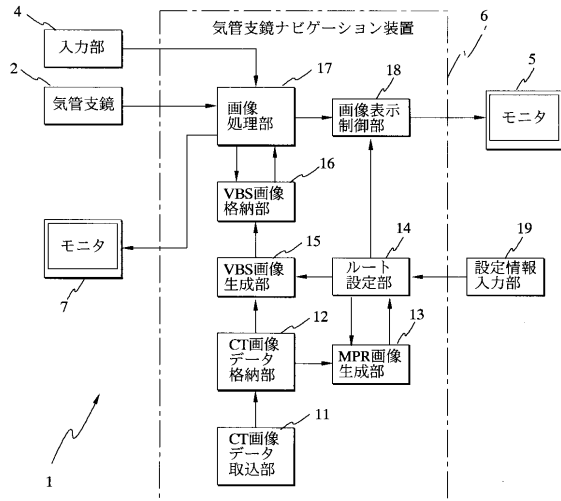 気管支鏡ナビゲーション装置
6
4
入力部
2
気管支鏡
17
画像
処理部
18
画像表示
制御部
5
モニタ
16
VBS画像
格納部
モニタ
7
15
VBS画像
生成部
14
ルート
設定部
19
設定情報
入力部
12
CT画像
データ
格納部
13
MPR画像
生成部
11
CT画像
データ
取込部
1